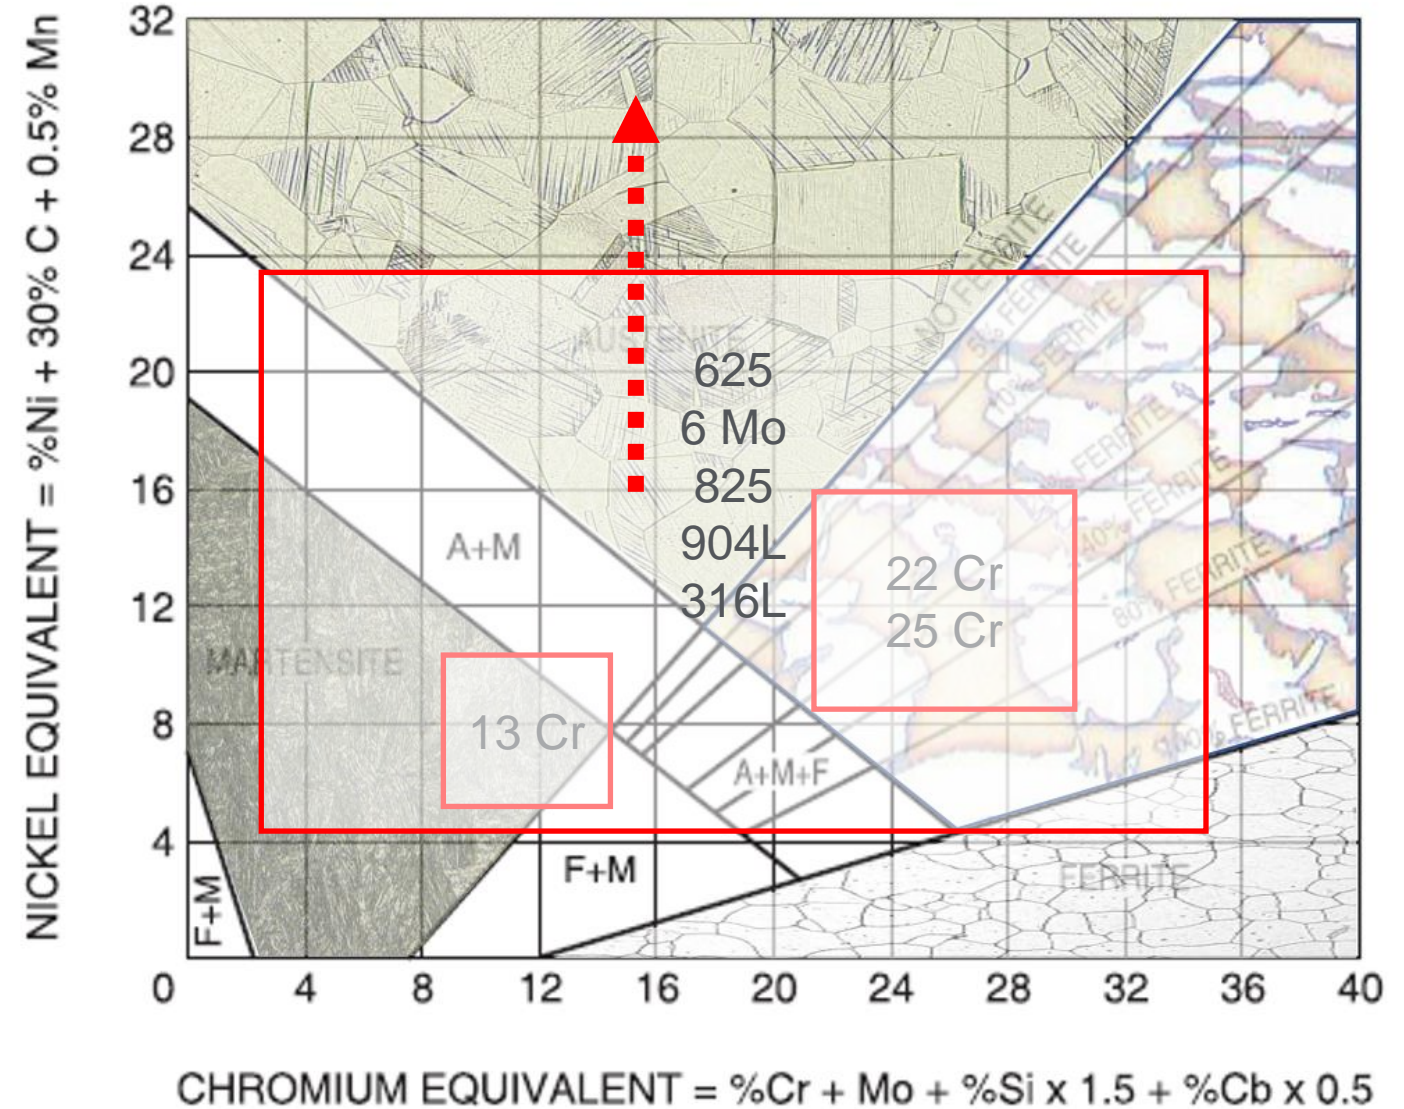 NICKEL EQUIVALENT = %Ni + 30% C + 0.5% Mn
32
28
24
20
16
12
8
4
0
4
8
12
16
20
24
28
32
36
40
CHROMIUM EQUIVALENT = %Cr + Mo + %Si x 1.5 + %Cb x 0.5
AUSTENITE
NO FERRITE
5% FERRITE
10% FERRITE
FERRITE
40% FERRITE
80% FERRITE
100% FERRITE
625
6 Mo
825
904L
316L
A+M
22 Cr
25 Cr
MARTENSITE
13 Cr
A+M+F
F+M
F+M
FERRITE